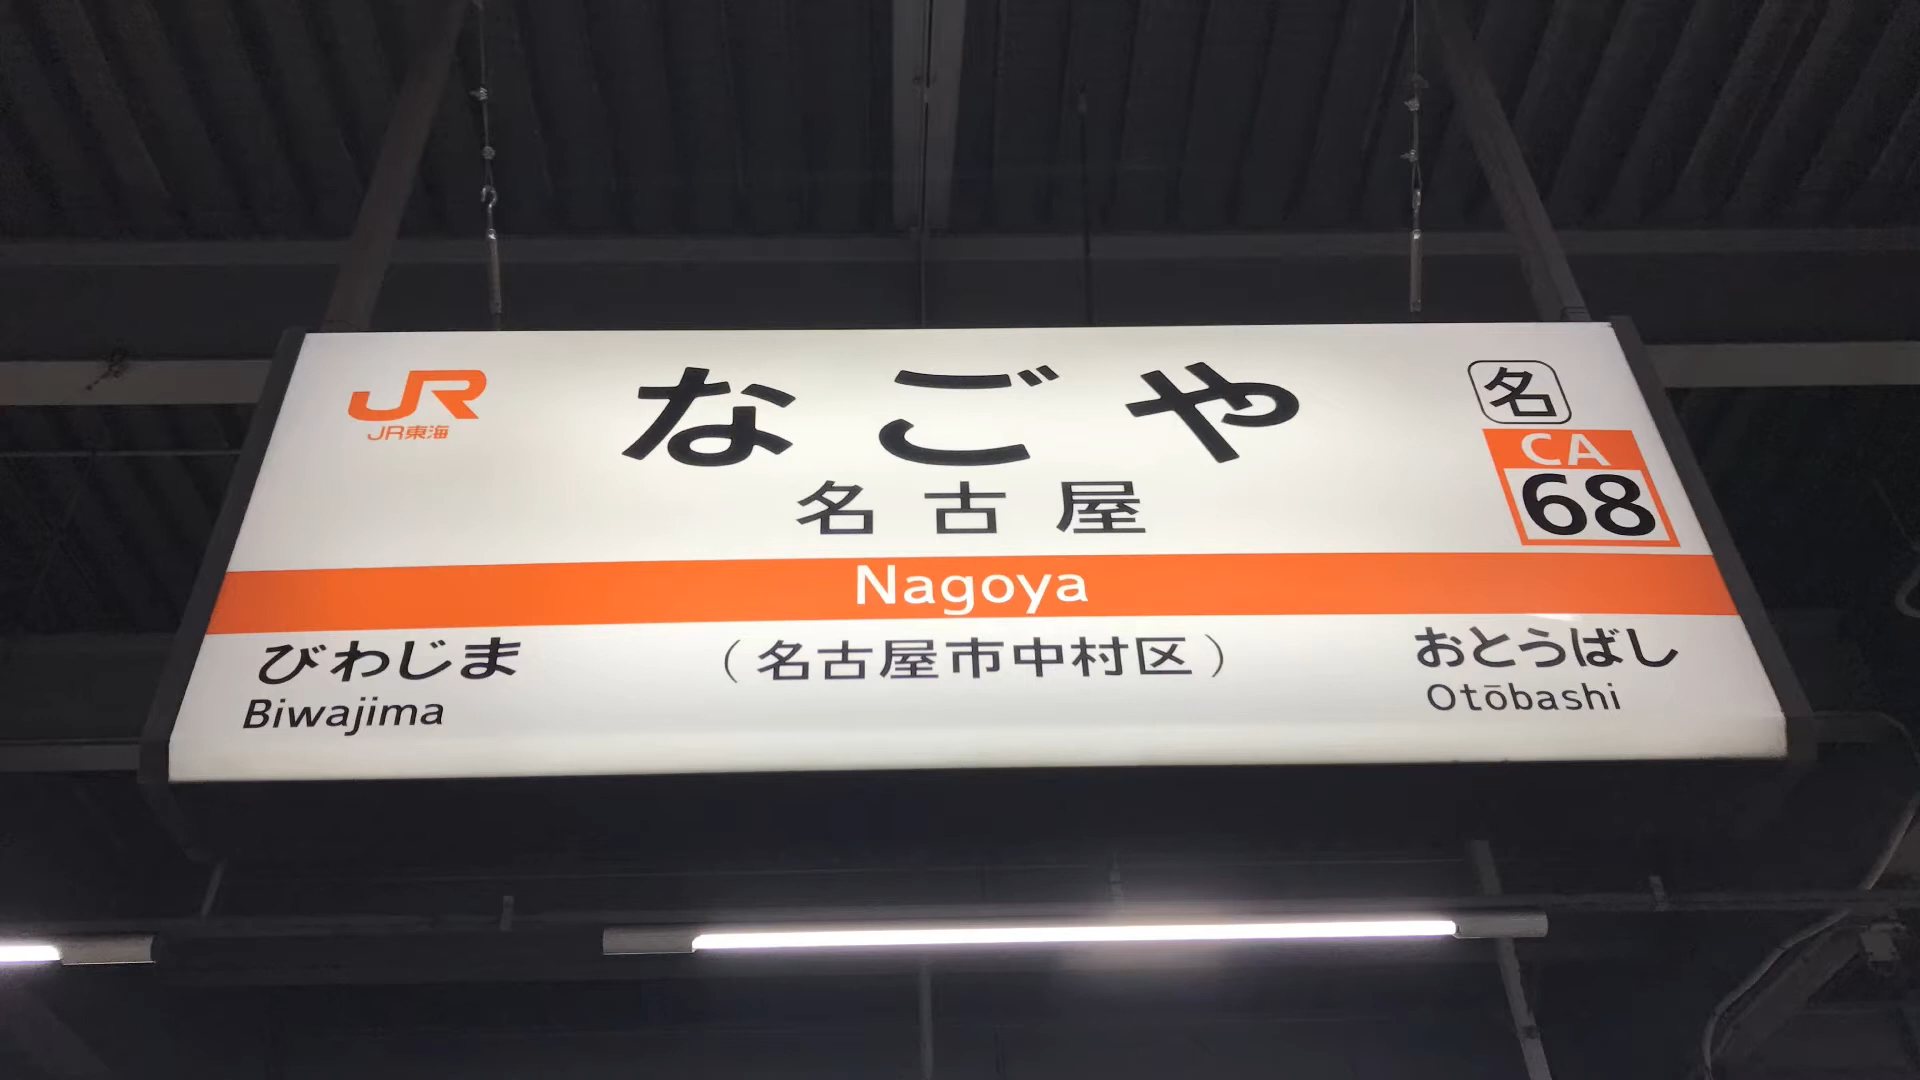 JR
JR東海
なごや
名古屋
名
CA
68
Nagoya
びわじま
Biwajima
（名古屋市中村区）
おとうばし
Otōbashi